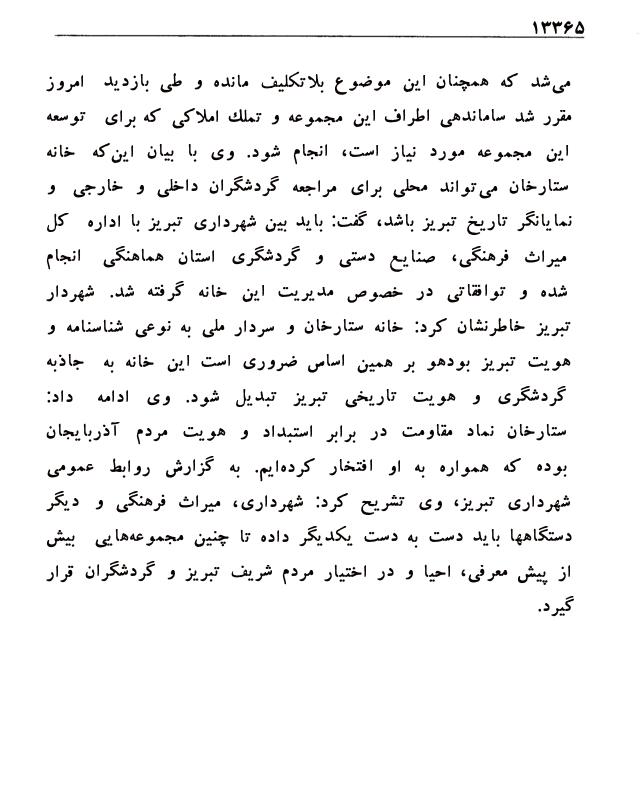 ۱۳۳۶۵
می‌شد که همچنان این موضوع بلاتکلیف مانده و طی بازدید امروز
مقرر شد ساماندهی اطراف این مجموعه و تملك املاکی که برای توسعه
این مجموعه مورد نیاز است، انجام شود. وی با بیان این‌که خانه
ستارخان می‌تواند محلی برای مراجعه گردشگران داخلی و خارجی و
نمایانگر تاریخ تبریز باشد، گفت: باید بین شهرداری تبریز با اداره کل
میراث فرهنگی، صنایع دستی و گردشگری استان هماهنگی انجام
شده و توافقاتی در خصوص مدیریت این خانه گرفته شد. شهردار
تبریز خاطرنشان کرد: خانه ستارخان و سردار ملی به نوعی شناسنامه و
هویت تبریز بودهو بر همین اساس ضروری است این خانه به جاذبه
گردشگری و هویت تاریخی تبریز تبدیل شود. وی ادامه داد:
ستارخان نماد مقاومت در برابر استبداد و هویت مردم آذربایجان
بوده که همواره به او افتخار کرده‌ایم. به گزارش روابط عمومی
شهرداری تبریز، وی تشریح کرد: شهرداری، میراث فرهنگی و دیگر
دستگاهها باید دست به دست یکدیگر داده تا چنین مجموعه‌هایی بیش
از پیش معرفی، احیا و در اختیار مردم شریف تبریز و گردشگران قرار
گیرد.